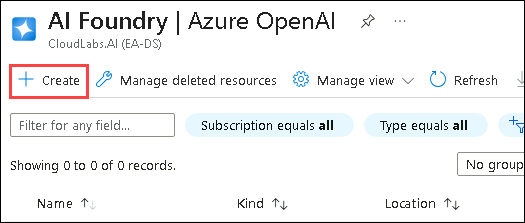 AI Foundry | Azure OpenAI
CloudLabs.AI (EA-DS)
Create Manage deleted resources Manage view Refresh
Filter for any field... Subscription equals all Type equals all
Showing 0 to 0 of 0 records. No group
Name Kind Location